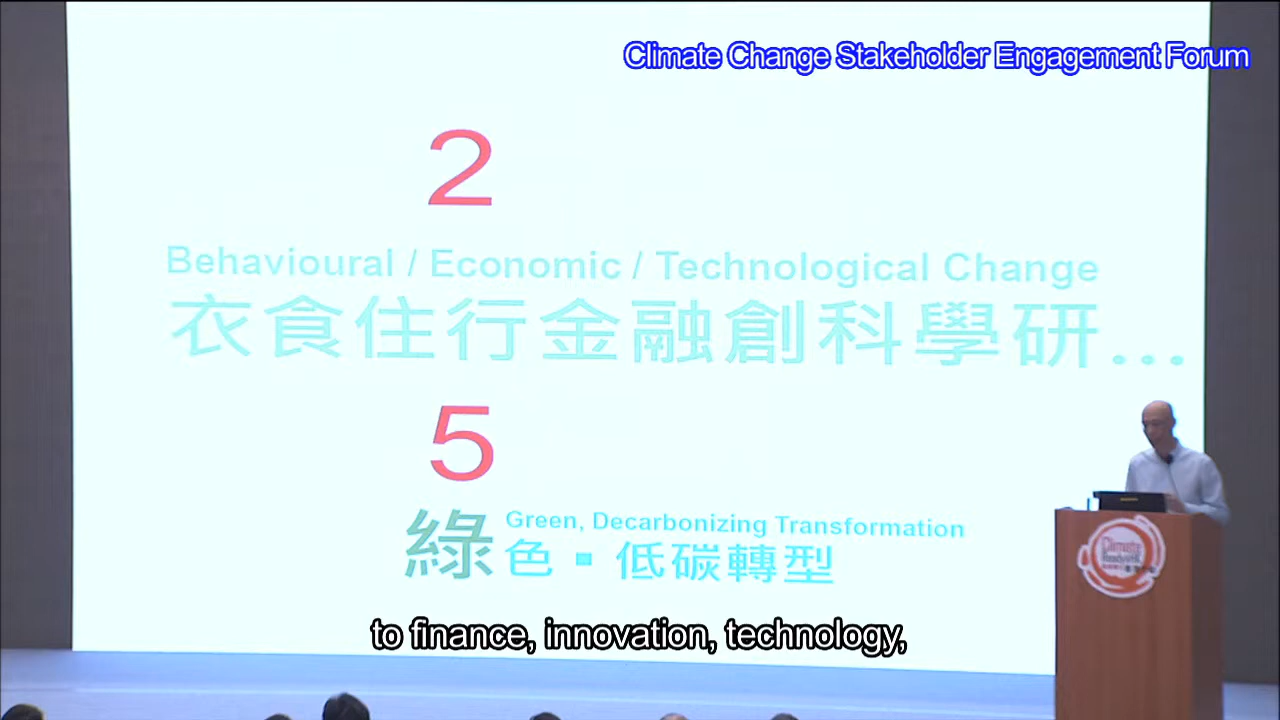 Climate Change Stakeholder Engagement Forum
2
Behavioural / Economic / Technological Change
衣食住行金融創科學研...
5
綠色▪低碳轉型
Green, Decarbonizing Transformation
Climate
to finance, innovation, technology,